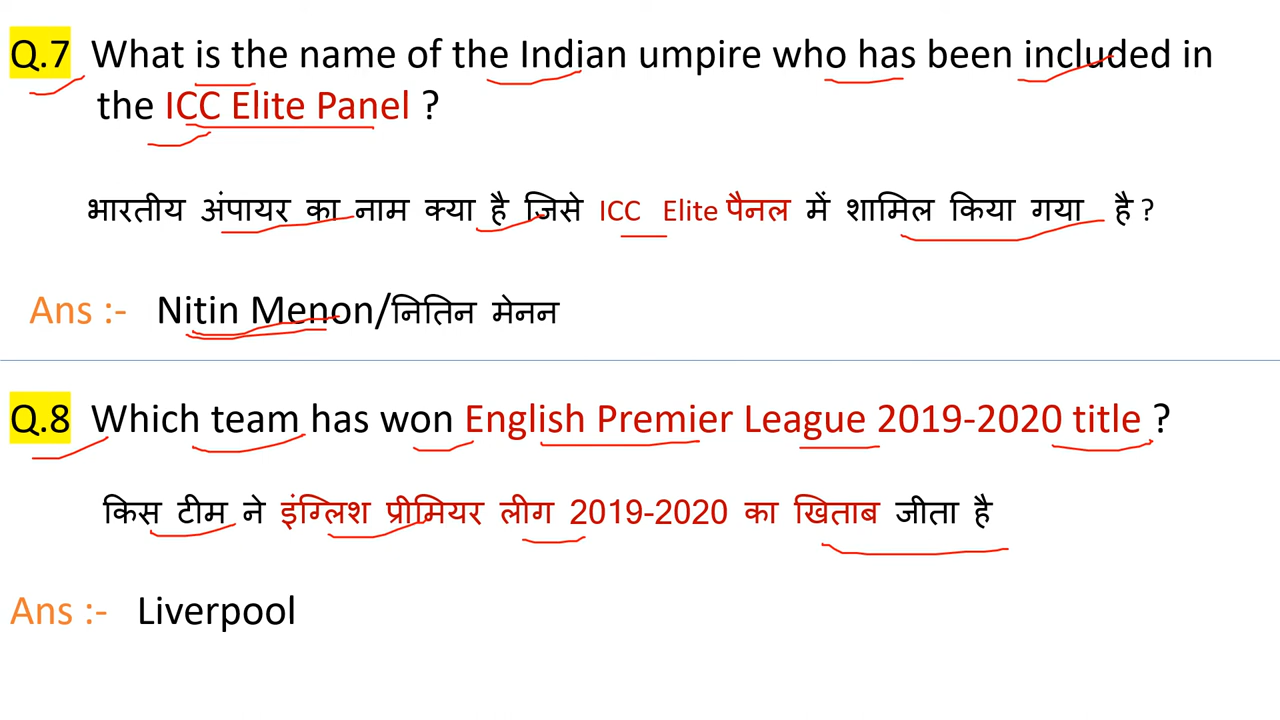 Q.7 What is the name of the Indian umpire who has been included in
the ICC Elite Panel ?
भारतीय अंपायर का नाम क्या है जिसे ICC Elite पैनल में शामिल किया गया है ?
Ans :- Nitin Menon/नितिन मेनन
Q.8 Which team has won English Premier League 2019-2020 title ?
किस टीम ने इंग्लिश प्रीमियर लीग 2019-2020 का खिताब जीता है
Ans :- Liverpool